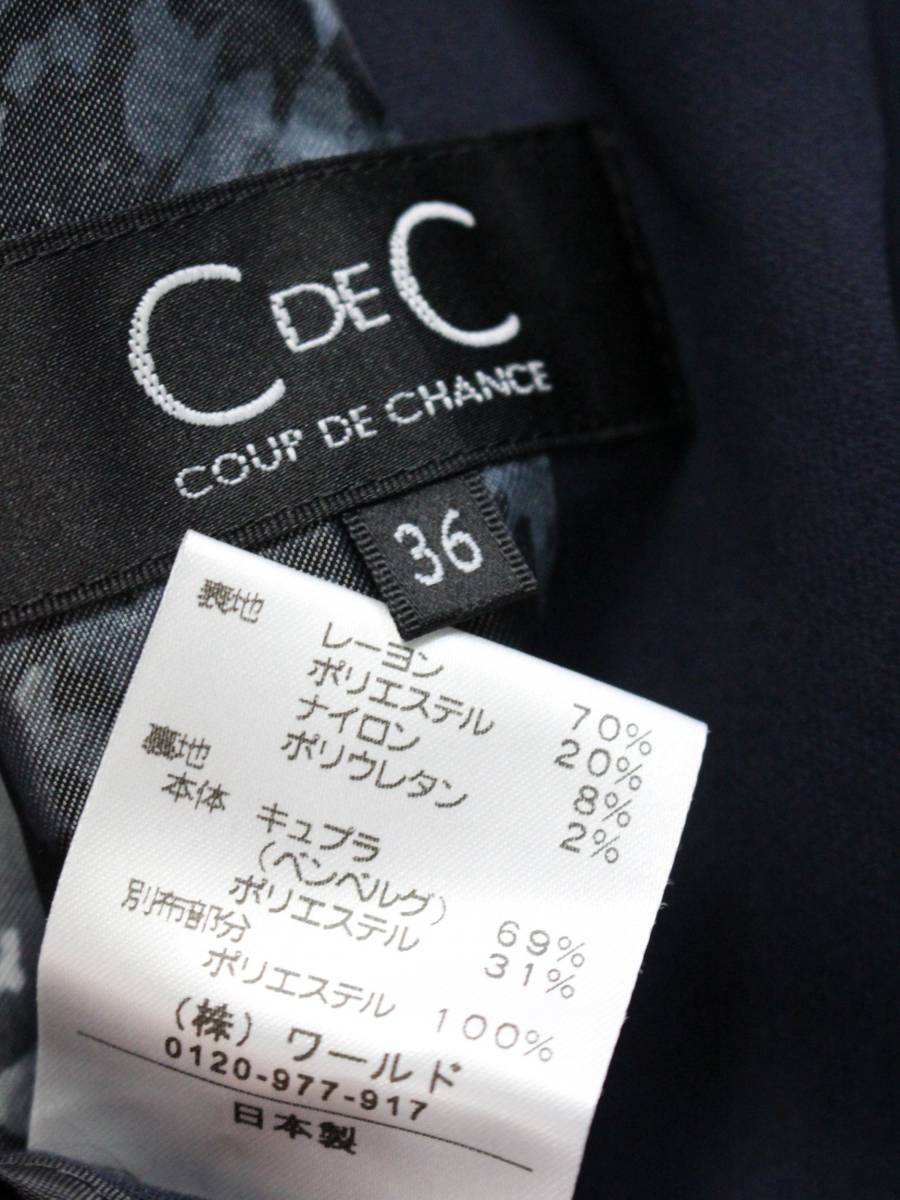 C DE C
COUP DE CHANCE
36
表地
レーヨン 70%
ポリエステル 20%
ナイロン 8%
ポリウレタン 2%
裏地
本体 キュプラ
(ベンベルグ) 69%
ポリエステル 31%
別布部分
ポリエステル 100%
(株)ワールド
0120-977-917
日本製